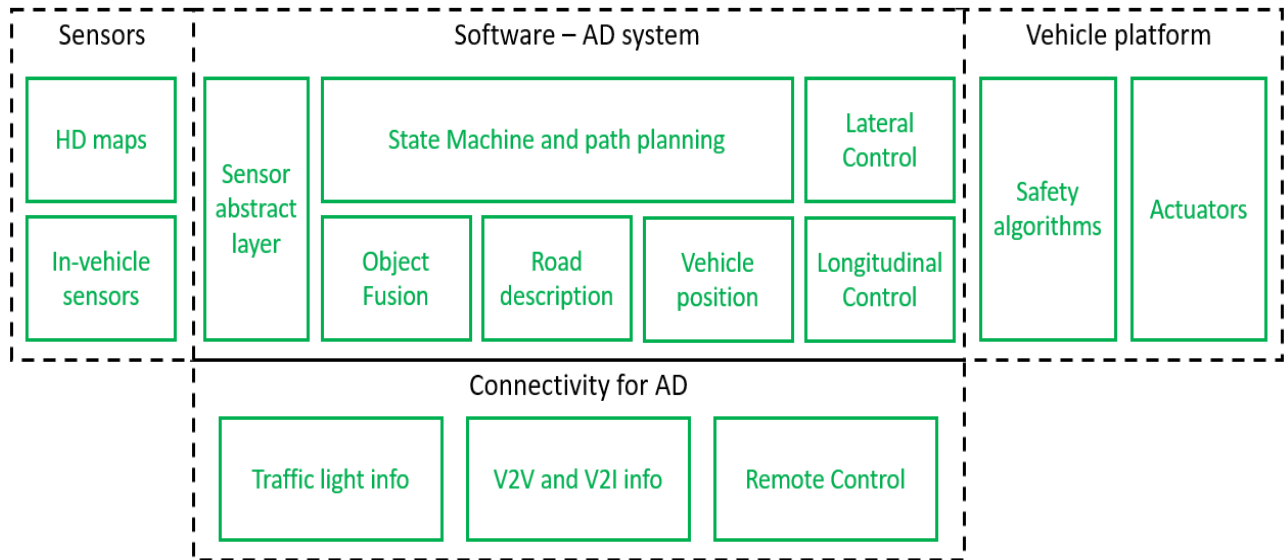 Sensors
Software – AD system
Vehicle platform
HD maps
In-vehicle
sensors
Sensor
abstract
layer
State Machine and path planning
Lateral
Control
Object
Fusion
Road
description
Vehicle
position
Longitudinal
Control
Safety
algorithms
Actuators
Connectivity for AD
Traffic light info
V2V and V2I info
Remote Control